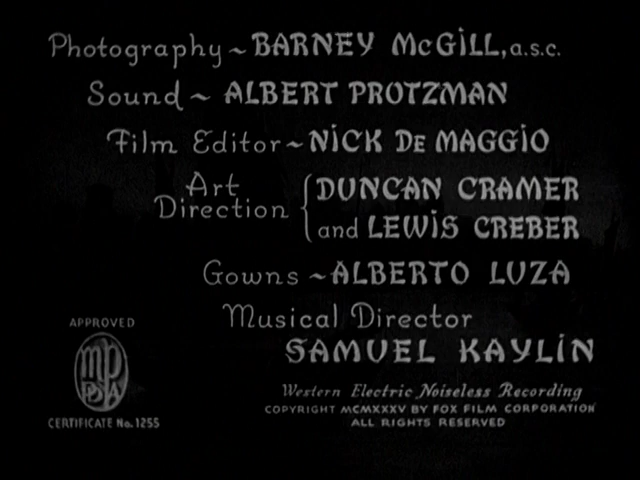 Photography ~ BARNEY McGiLL, a.s.c.
Sound ~ ALBERT PROTZMAN
Film Editor ~ NiCK DE MAGGiO
Art
Direction { DUNCAN CRAMER
and LEWiS CREBER
Gowns ~ ALBERTO LUZA
Musical Director
SAMUEL KAYLiN
Western Electric Noiseless Recording
COPYRIGHT MCMXXXV BY FOX FILM CORPORATION
ALL RIGHTS RESERVED
APPROVED
MPPDA
CERTIFICATE No. 1255